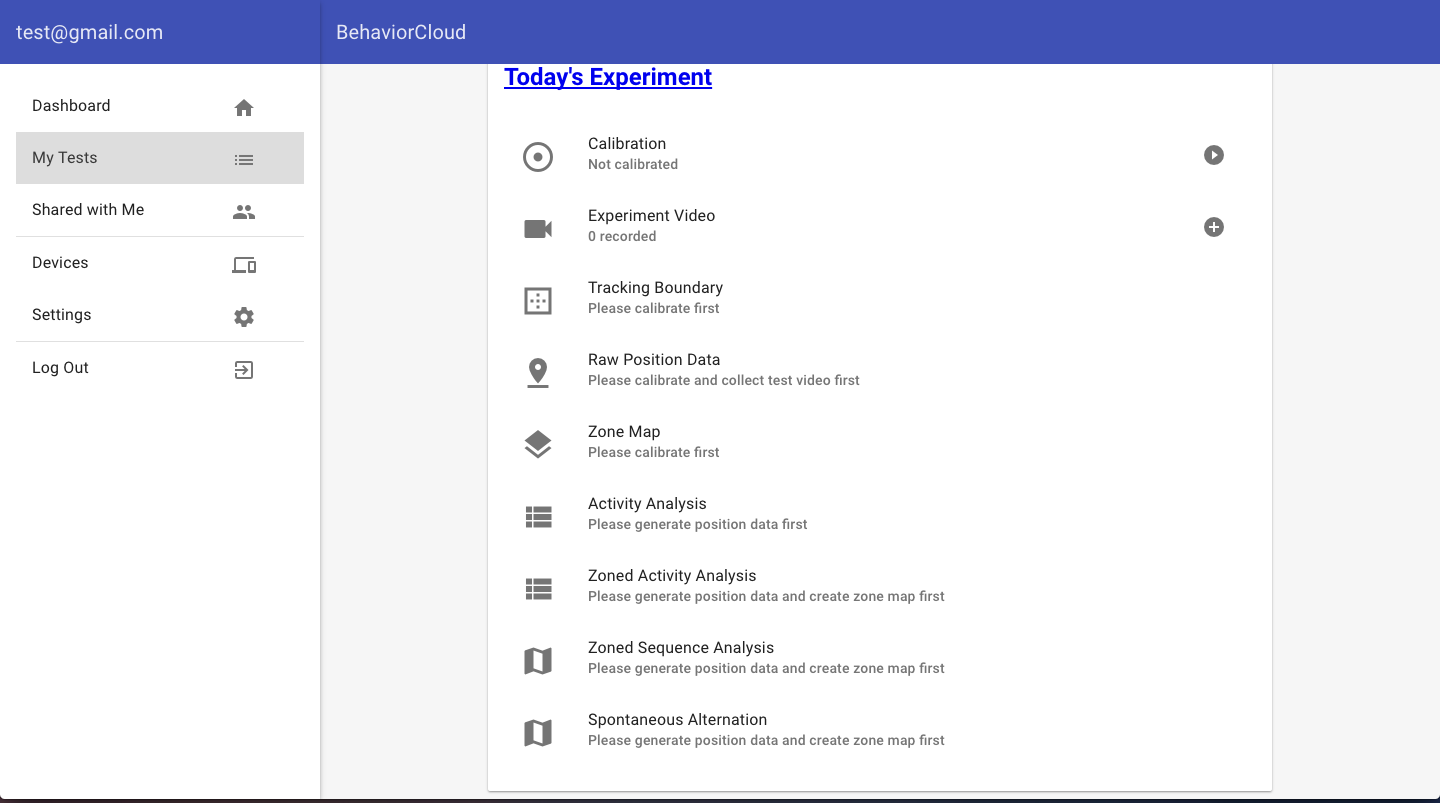 test@gmail.com
BehaviorCloud
Dashboard
My Tests
Shared with Me
Devices
Settings
Log Out
Today's Experiment
Calibration
Not calibrated
Experiment Video
0 recorded
Tracking Boundary
Please calibrate first
Raw Position Data
Please calibrate and collect test video first
Zone Map
Please calibrate first
Activity Analysis
Please generate position data first
Zoned Activity Analysis
Please generate position data and create zone map first
Zoned Sequence Analysis
Please generate position data and create zone map first
Spontaneous Alternation
Please generate position data and create zone map first